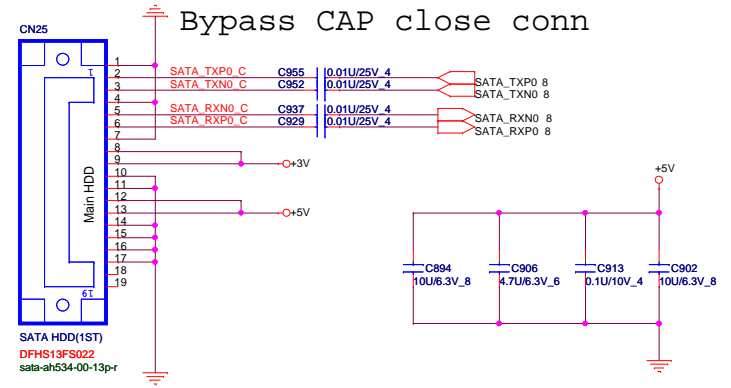 Bypass CAP close conn
CN25
1
1
2 SATA_TXP0_C C955 0.01U/25V_4 SATA_TXP0 8
3 SATA_TXN0_C C952 0.01U/25V_4 SATA_TXN0 8
4
5 SATA_RXN0_C C937 0.01U/25V_4 SATA_RXN0 8
6 SATA_RXP0_C C929 0.01U/25V_4 SATA_RXP0 8
7
8
9 +3V
10
11
12
13 +5V
14
15
16
17
18
19
19
Main HDD
+5V
C894 C906 C913 C902
10U/6.3V_8 4.7U/6.3V_6 0.1U/10V_4 10U/6.3V_8
SATA HDD(1ST)
DFHS13FS022
sata-ah534-00-13p-r